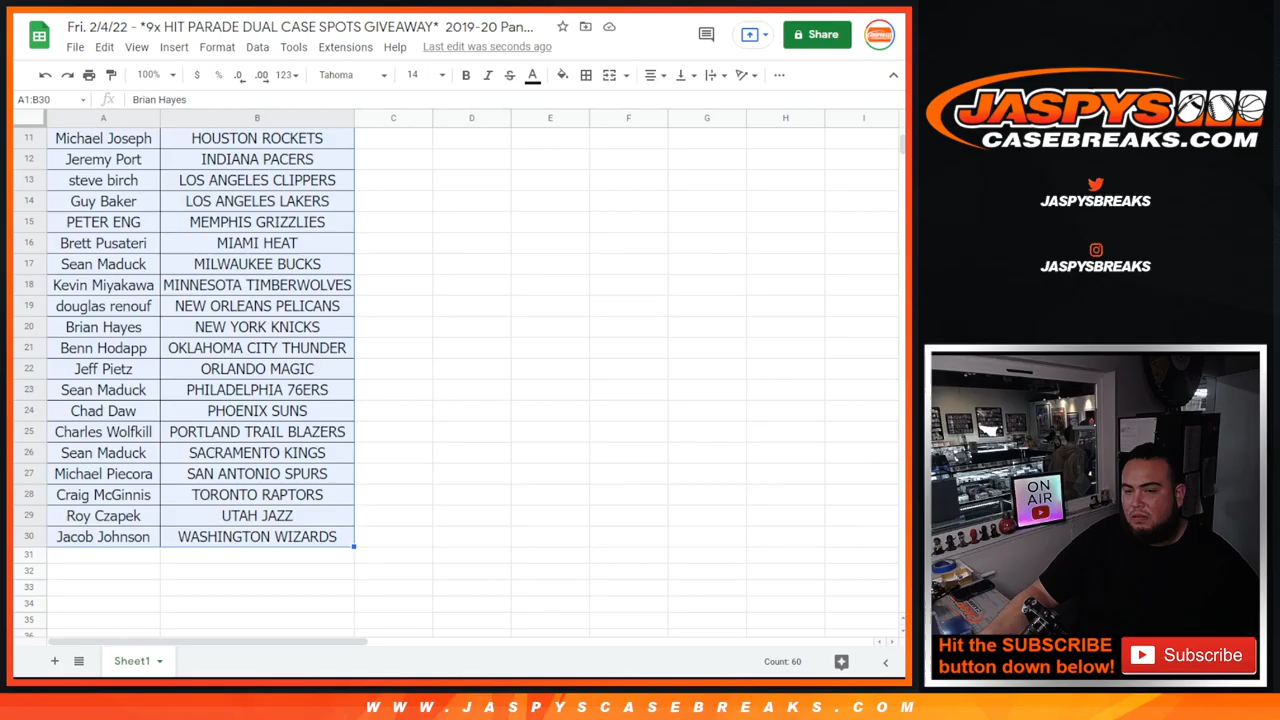 Fri. 2/4/22 - *9x HIT PARADE DUAL CASE SPOTS GIVEAWAY* 2019-20 Pan...
File Edit View Insert Format Data Tools Extensions Help Last edit was seconds ago
Share
100% $ % .0 .00 123 Tahoma 14 B I S A
A1:B30 fx Brian Hayes
A B C D E F G H I
11 Michael Joseph HOUSTON ROCKETS
12 Jeremy Port INDIANA PACERS
13 steve birch LOS ANGELES CLIPPERS
14 Guy Baker LOS ANGELES LAKERS
15 PETER ENG MEMPHIS GRIZZLIES
16 Brett Pusateri MIAMI HEAT
17 Sean Maduck MILWAUKEE BUCKS
18 Kevin Miyakawa MINNESOTA TIMBERWOLVES
19 douglas renouf NEW ORLEANS PELICANS
20 Brian Hayes NEW YORK KNICKS
21 Benn Hodapp OKLAHOMA CITY THUNDER
22 Jeff Pietz ORLANDO MAGIC
23 Sean Maduck PHILADELPHIA 76ERS
24 Chad Daw PHOENIX SUNS
25 Charles Wolfkill PORTLAND TRAIL BLAZERS
26 Sean Maduck SACRAMENTO KINGS
27 Michael Piecora SAN ANTONIO SPURS
28 Craig McGinnis TORONTO RAPTORS
29 Roy Czapek UTAH JAZZ
30 Jacob Johnson WASHINGTON WIZARDS
31
32
33
34
35
36
Sheet1 Count: 60
JASPYS
CASEBREAKS.COM
JASPYSBREAKS
JASPYSBREAKS
ON
AIR
Hit the SUBSCRIBE
button down below!
Subscribe
WWW.JASPYSCASEBREAKS.COM